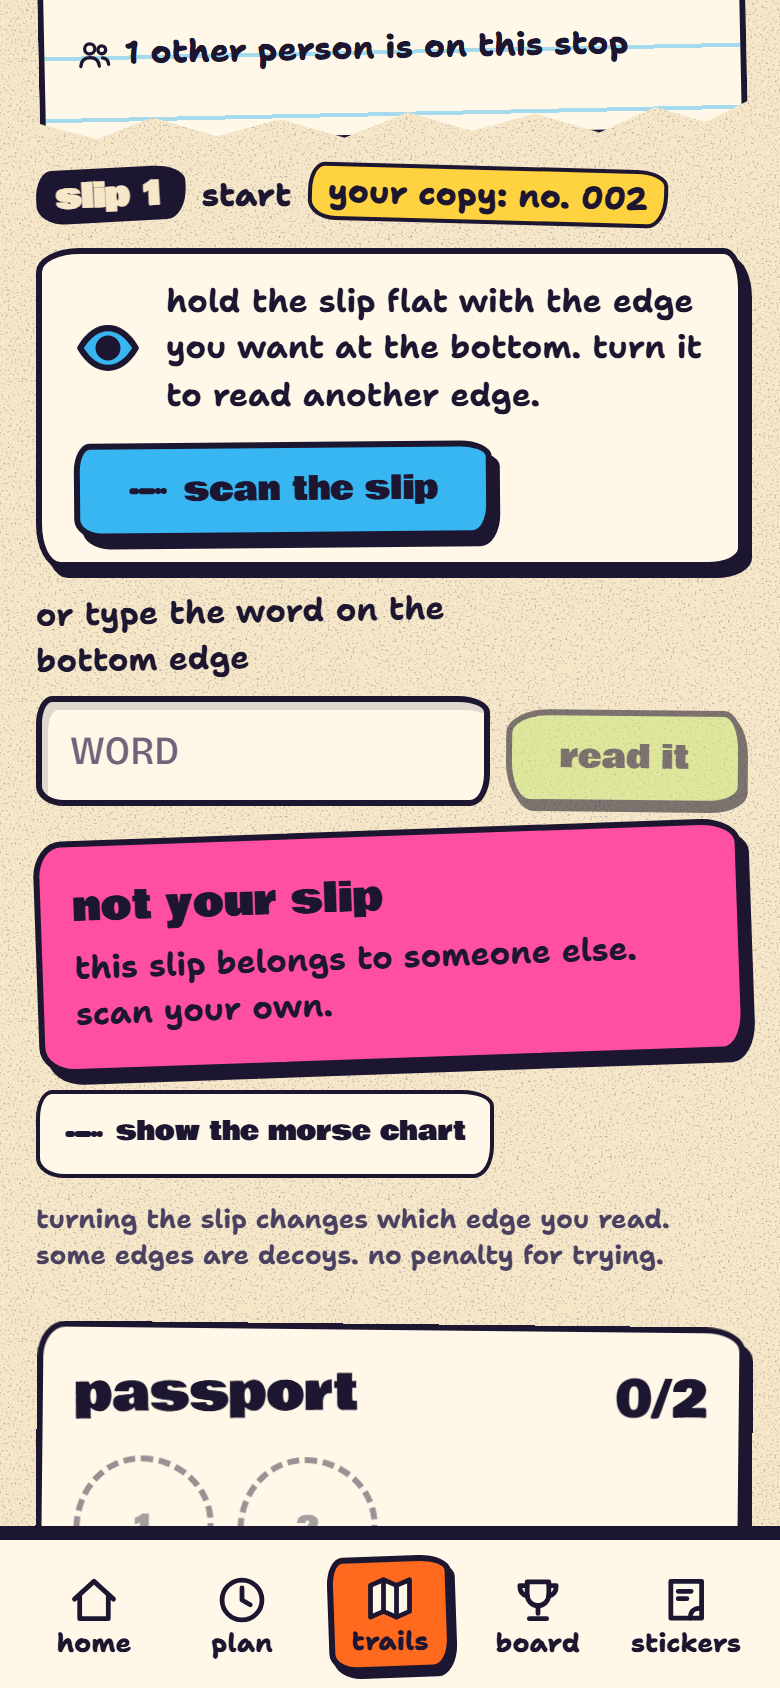 1 other person is on this stop
slip 1 start your copy: no. 002
hold the slip flat with the edge
you want at the bottom. turn it
to read another edge.
scan the slip
or type the word on the
bottom edge
WORD
read it
not your slip
this slip belongs to someone else.
scan your own.
show the morse chart
turning the slip changes which edge you read.
some edges are decoys. no penalty for trying.
passport 0/2
1 2
home plan trails board stickers